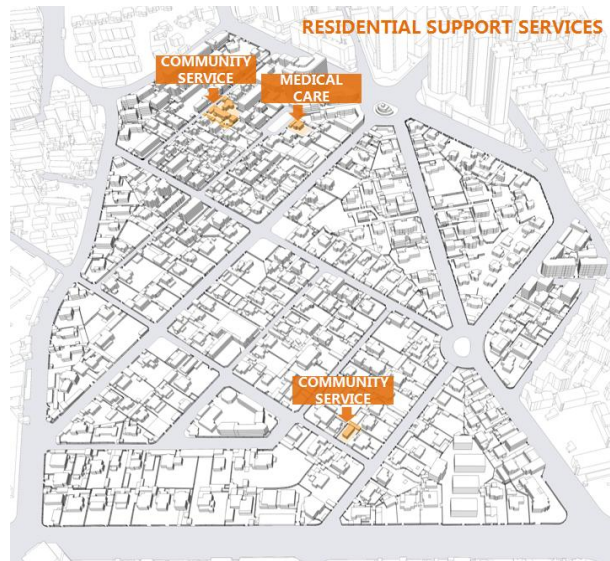 RESIDENTIAL SUPPORT SERVICES
COMMUNITY
SERVICE
MEDICAL
CARE
COMMUNITY
SERVICE